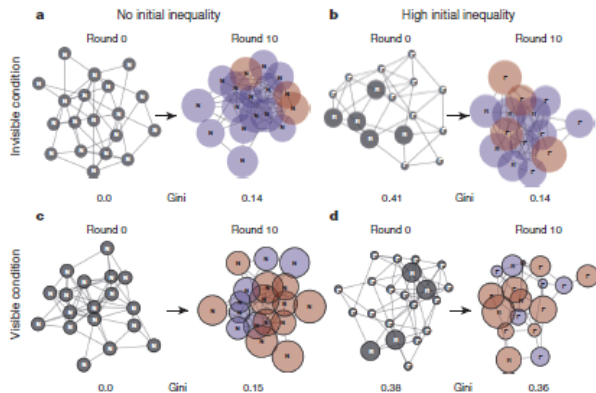 No initial inequality
High initial inequality
a
Round 0
Round 10
b
Round 0
Round 10
Invisible condition
0.0
Gini
0.14
0.41
Gini
0.14
c
Round 0
Round 10
d
Round 0
Round 10
Visible condition
0.0
Gini
0.15
0.38
Gini
0.36